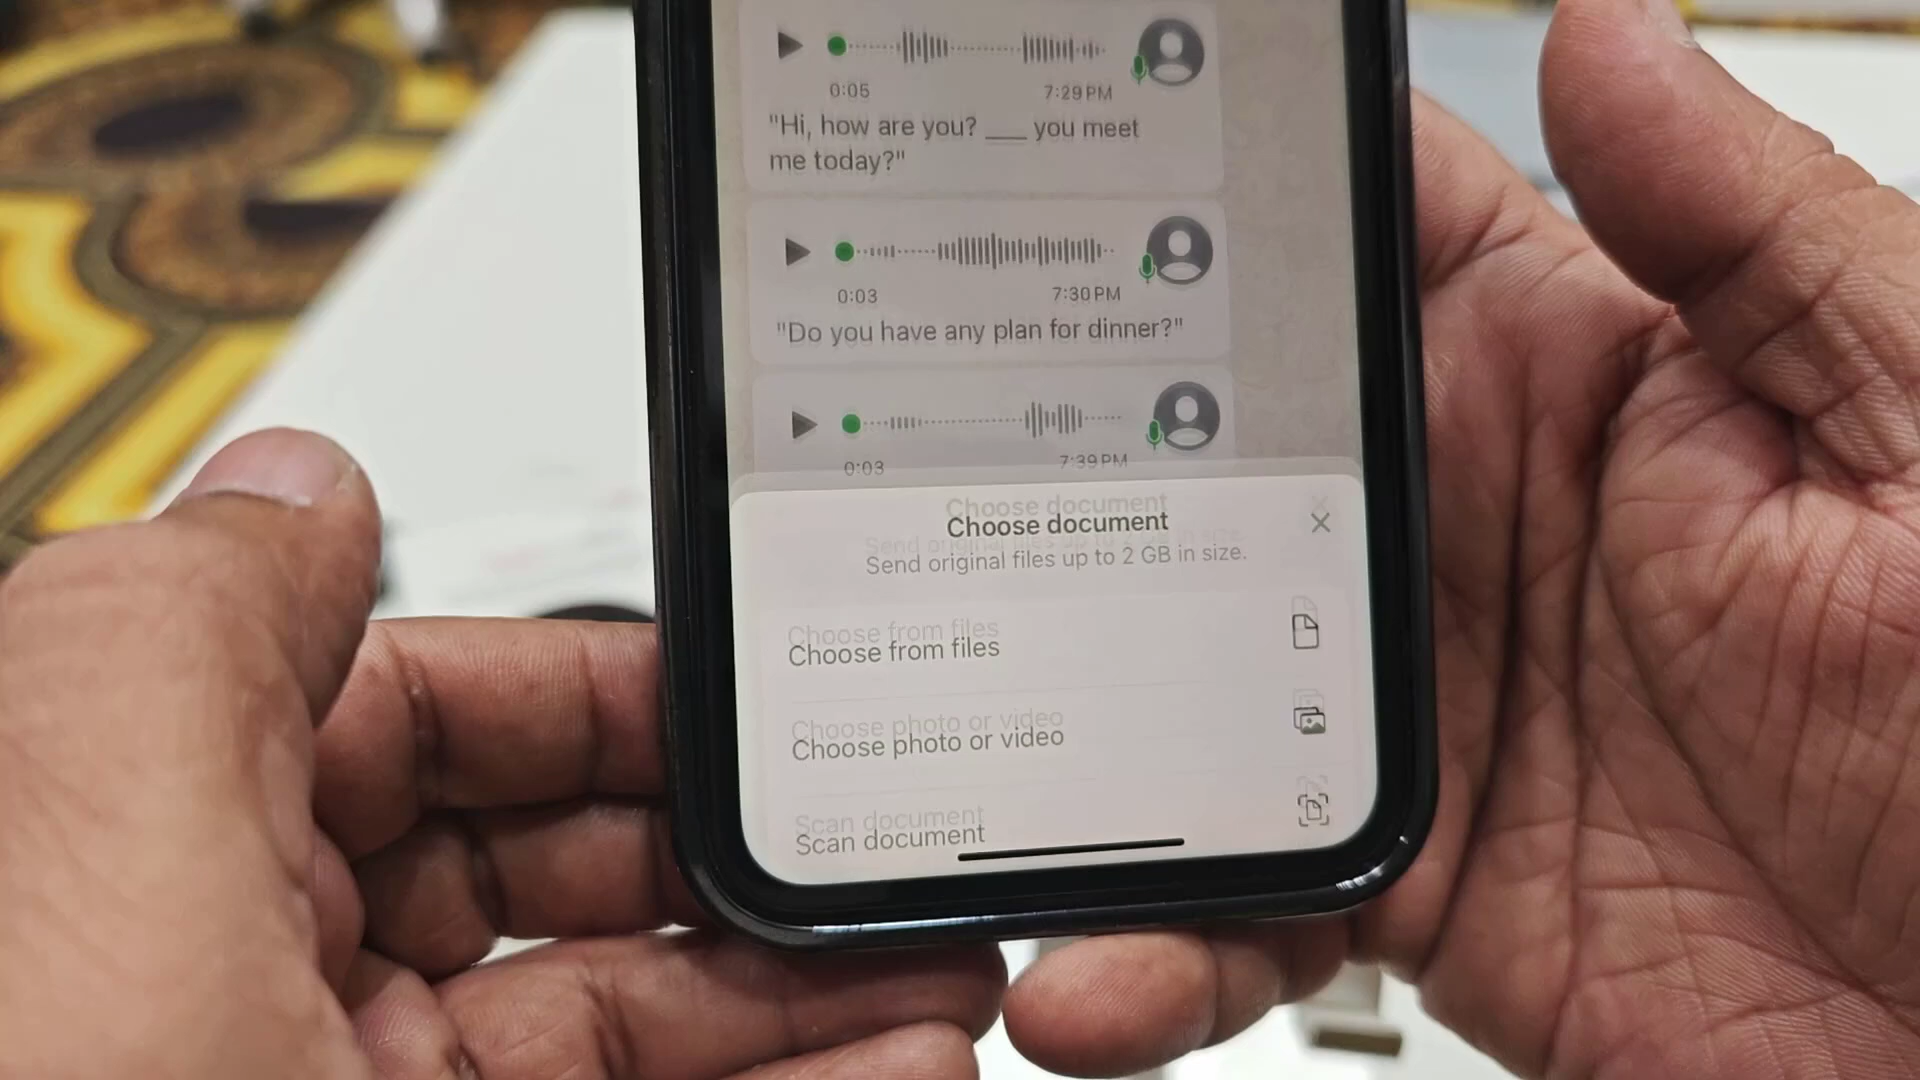 0:05 7:29 PM
"Hi, how are you? ___ you meet
me today?"
0:03 7:30 PM
"Do you have any plan for dinner?"
0:03 7:39 PM
Choose document
Send original files up to 2 GB in size.
Choose from files
Choose photo or video
Scan document